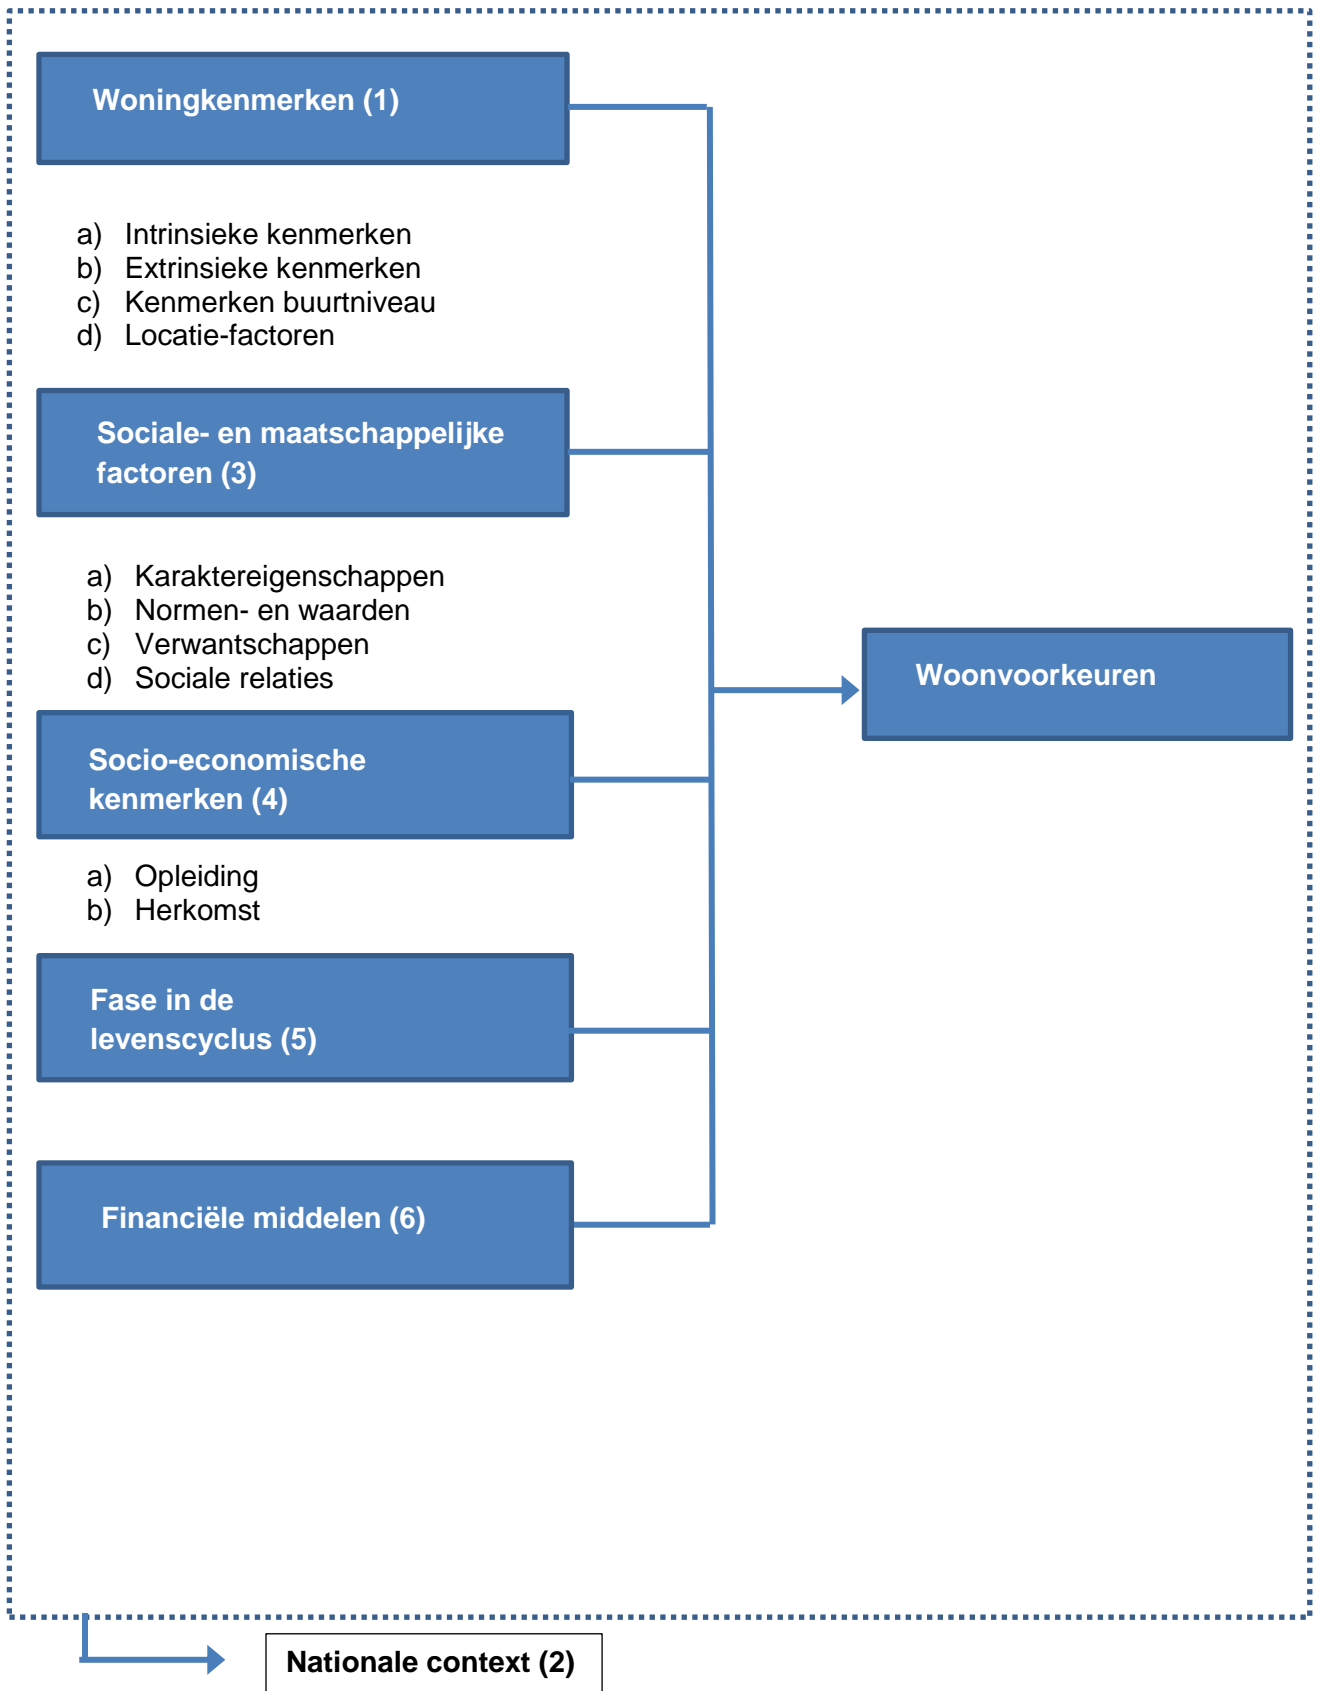 Woningkenmerken (1)
a) Intrinsieke kenmerken
b) Extrinsieke kenmerken
c) Kenmerken buurtniveau
d) Locatie-factoren
Sociale- en maatschappelijke
factoren (3)
a) Karaktereigenschappen
b) Normen- en waarden
c) Verwantschappen
d) Sociale relaties
Woonvoorkeuren
Socio-economische
kenmerken (4)
a) Opleiding
b) Herkomst
Fase in de
levenscyclus (5)
Financiële middelen (6)
Nationale context (2)